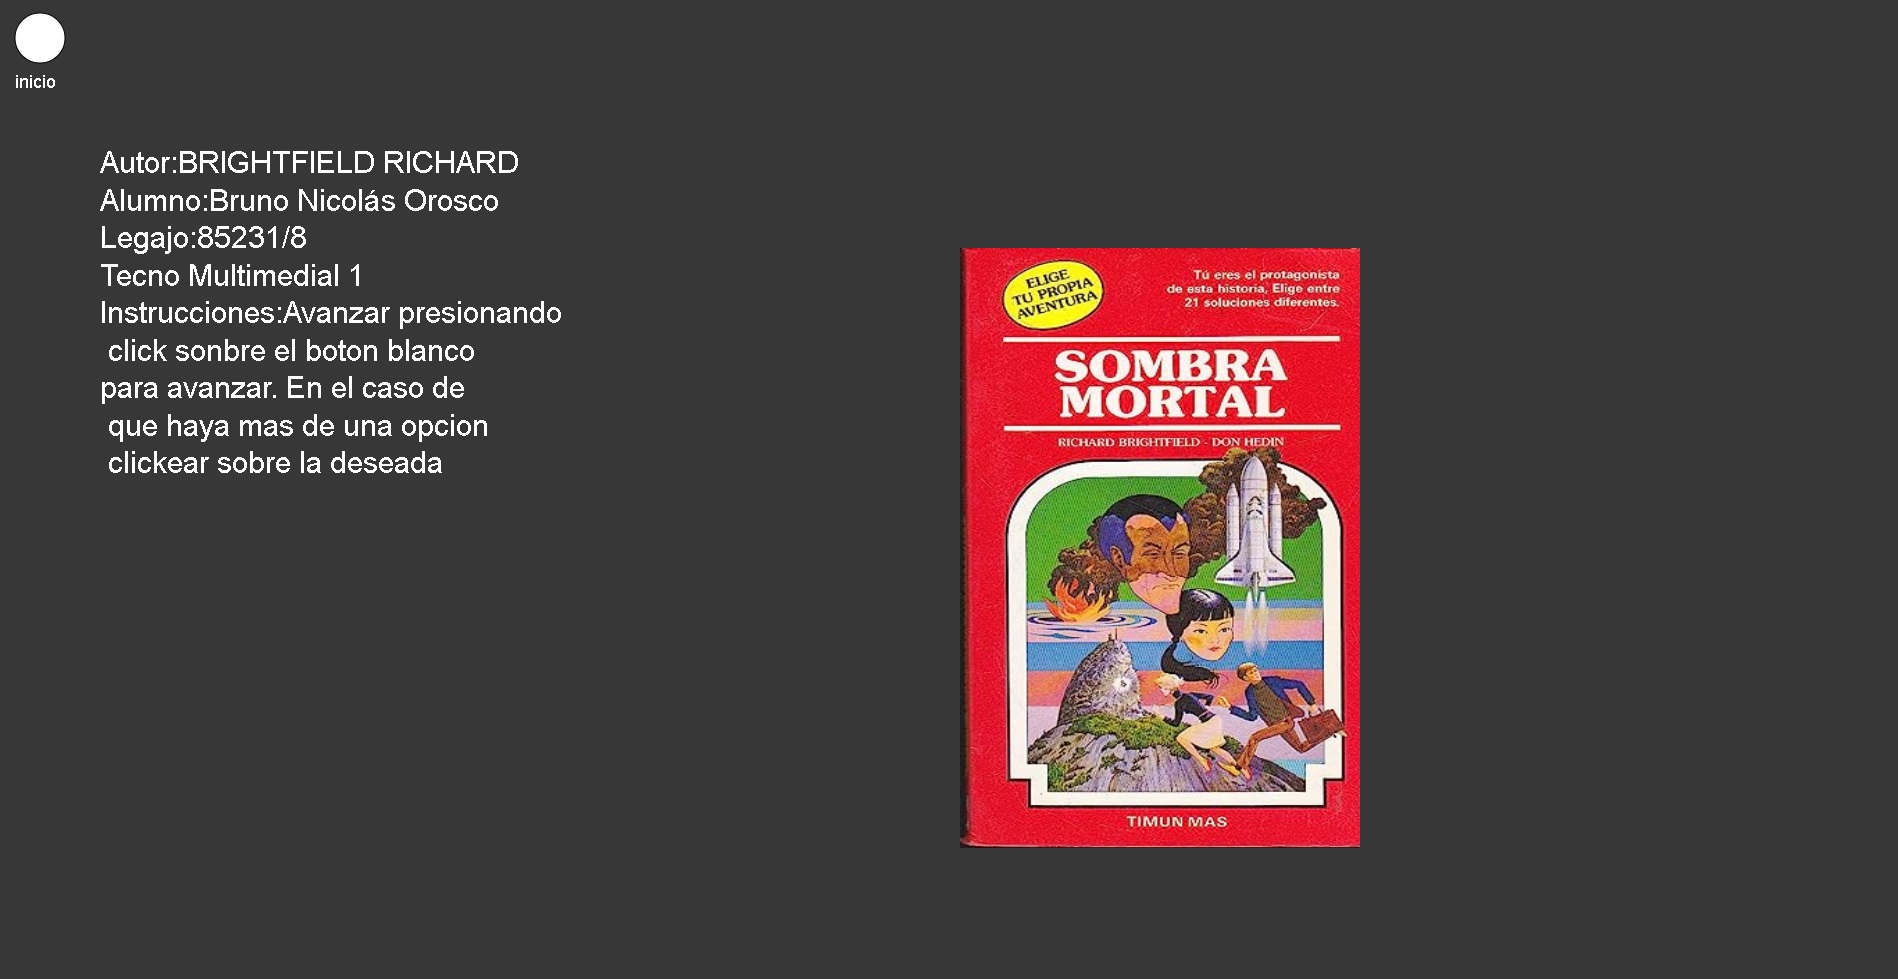 inicio
Autor:BRIGHTFIELD RICHARD
Alumno:Bruno Nicolás Orosco
Legajo:85231/8
Tecno Multimedial 1
Instrucciones:Avanzar presionando
click sonbre el boton blanco
para avanzar. En el caso de
que haya mas de una opcion
clickear sobre la deseada
ELIGE
TU PROPIA
AVENTURA
Tú eres el protagonista
de esta historia, Elige entre
21 soluciones diferentes.
SOMBRA
MORTAL
RICHARD BRIGHTFIELD - DON HEDIN
TIMUN MAS